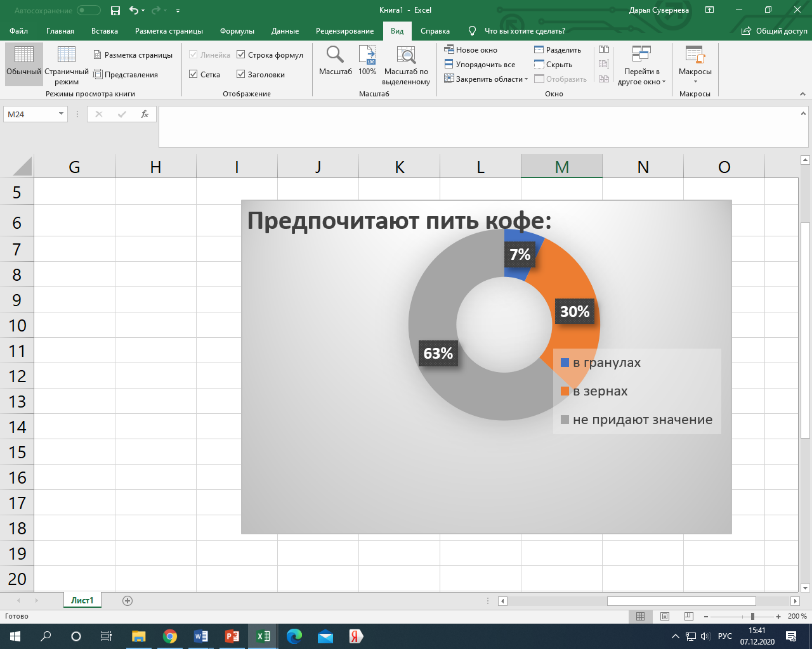 Автосохранение
Книга1 - Excel
Дарья Сувернева
Файл Главная Вставка Разметка страницы Формулы Данные Рецензирование Вид Справка Что вы хотите сделать? Общий доступ
Обычный
Страничный режим
Разметка страницы
Представления
Режимы просмотра книги
Линейка
Строка формул
Сетка
Заголовки
Отображение
Масштаб
100%
Масштаб по выделенному
Масштаб
Новое окно
Упорядочить все
Закрепить области
Разделить
Скрыть
Отобразить
Окно
Перейти в другое окно
Макросы
Макросы
M24
fx
G H I J K L M N O
5
6
7
8
9
10
11
12
13
14
15
16
17
18
19
20
Предпочитают пить кофе:
7%
30%
63%
в гранулах
в зернах
не придают значение
Лист1
Готово
200 %
РУС
15:41
07.12.2020